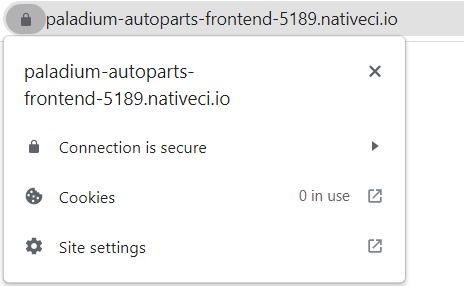 paladium-autoparts-frontend-5189.nativeci.io
paladium-autoparts-
frontend-5189.nativeci.io
Connection is secure
Cookies 0 in use
Site settings